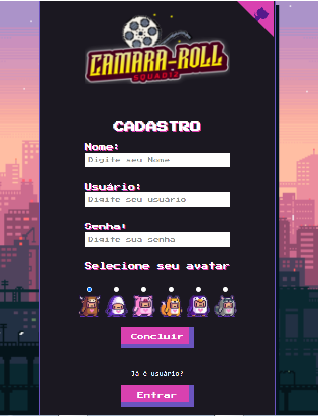 CAMARA-ROLL
SQUAD12
CADASTRO
Nome:
Digite seu Nome
Usuário:
Digite seu usuário
Senha:
Digite sua senha
Selecione seu avatar
Concluir
Já é usuário?
Entrar